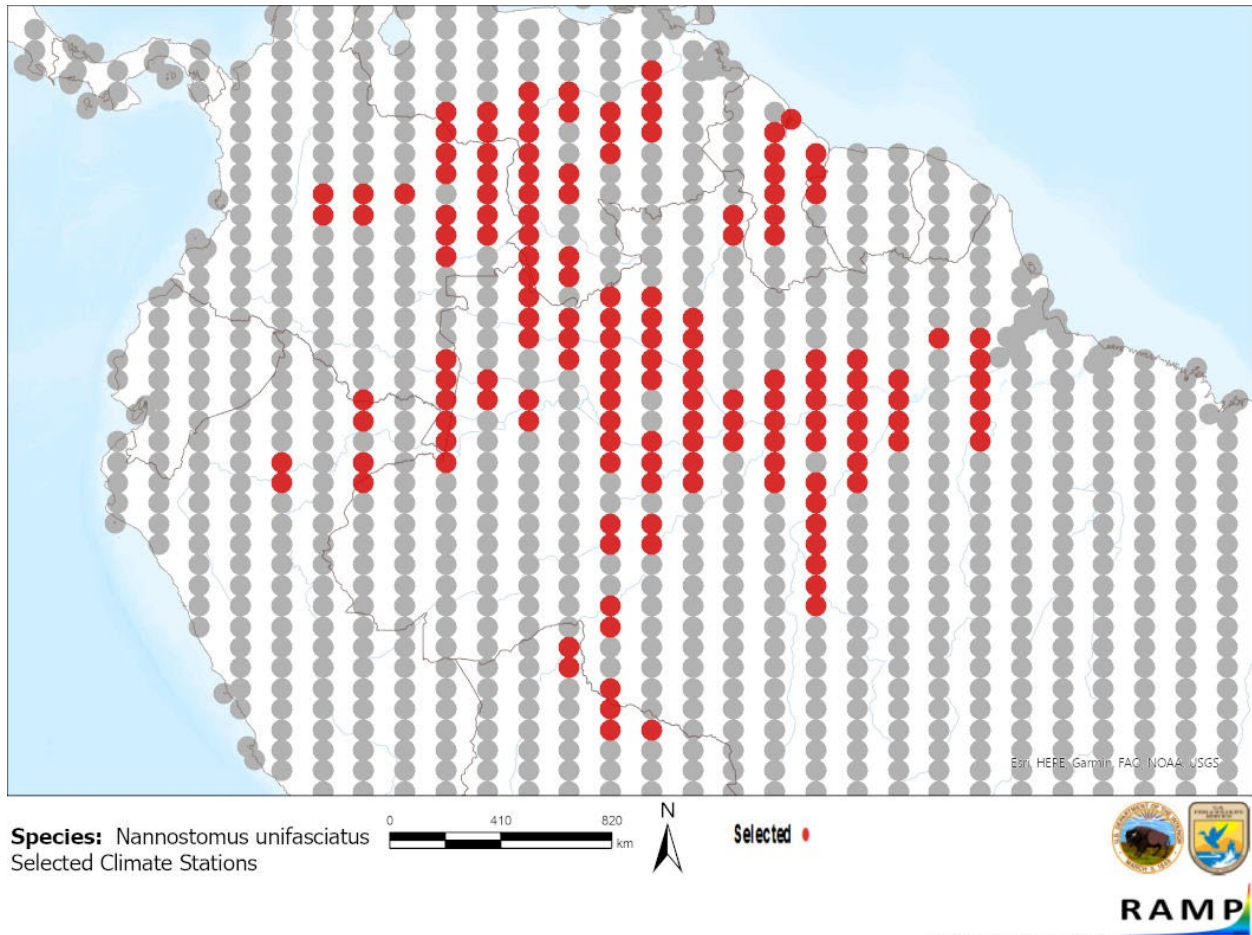 Esri, HERE, Garmin, FAO, NOAA, USGS
Species: Nannostomus unifasciatus
Selected Climate Stations
0 410 820
km
N
Selected
RAMP